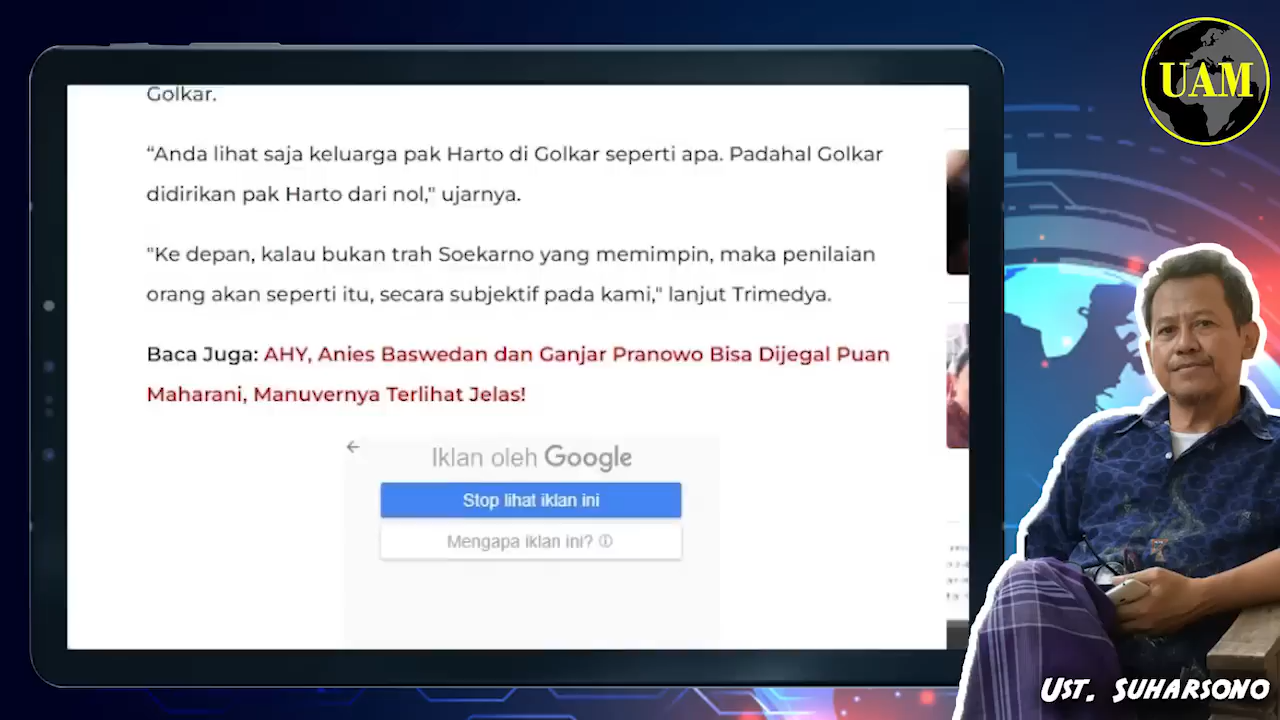 UAM
Golkar.
“Anda lihat saja keluarga pak Harto di Golkar seperti apa. Padahal Golkar
didirikan pak Harto dari nol," ujarnya.
"Ke depan, kalau bukan trah Soekarno yang memimpin, maka penilaian
orang akan seperti itu, secara subjektif pada kami," lanjut Trimedya.
Baca Juga: AHY, Anies Baswedan dan Ganjar Pranowo Bisa Dijegal Puan
Maharani, Manuvernya Terlihat Jelas!
Iklan oleh Google
Stop lihat iklan ini
Mengapa iklan ini?
Ust. Suharsono